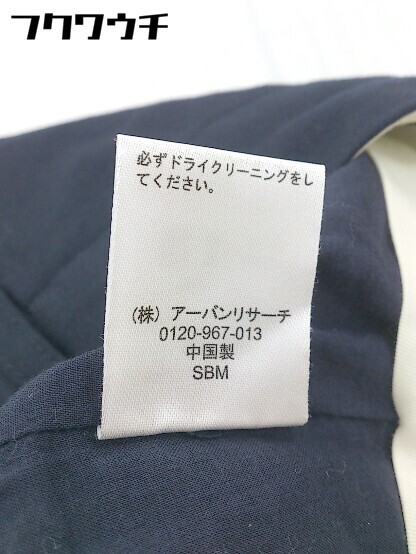 フクワウチ
必ずドライクリーニングをし
てください。
(株) アーバンリサーチ
0120-967-013
中国製
SBM